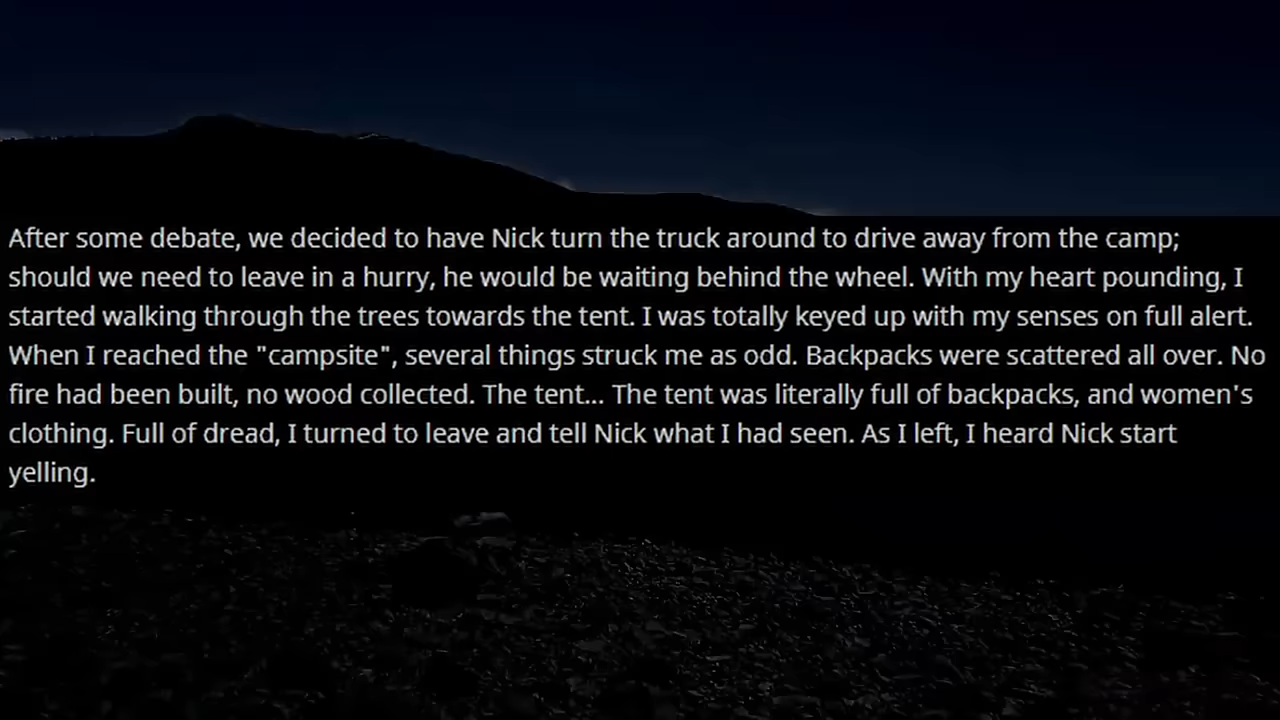 After some debate, we decided to have Nick turn the truck around to drive away from the camp;
should we need to leave in a hurry, he would be waiting behind the wheel. With my heart pounding, I
started walking through the trees towards the tent. I was totally keyed up with my senses on full alert.
When I reached the "campsite", several things struck me as odd. Backpacks were scattered all over. No
fire had been built, no wood collected. The tent... The tent was literally full of backpacks, and women's
clothing. Full of dread, I turned to leave and tell Nick what I had seen. As I left, I heard Nick start
yelling.